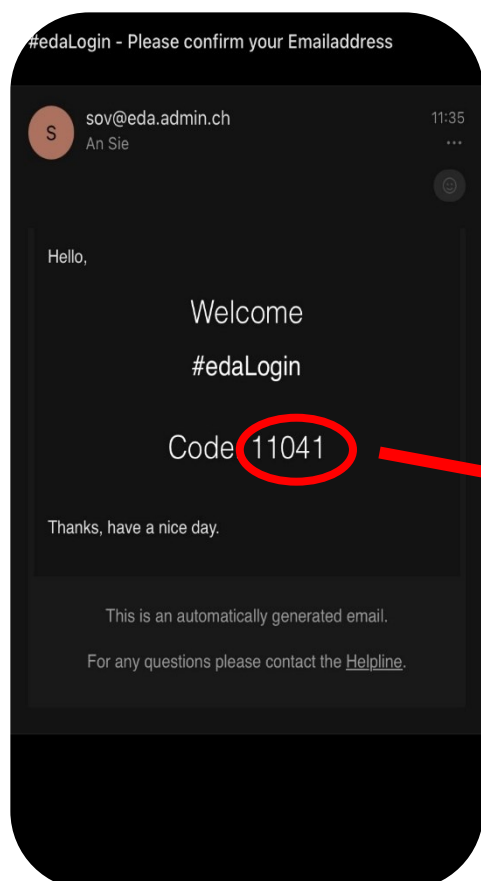 #edaLogin - Please confirm your Emailaddress
S
sov@eda.admin.ch
11:35
An Sie
Hello,
Welcome
#edaLogin
Code 11041
Thanks, have a nice day.
This is an automatically generated email.
For any questions please contact the Helpline.